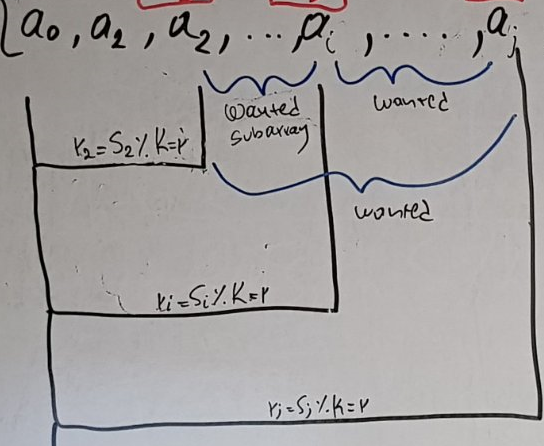 [a₀, a₂, a₂, ..., aᵢ, ...., , aⱼ
wanted
subarray
wanted
r₂ = S₂ % K = r
wanted
rᵢ = Sᵢ % K = r
rⱼ = Sⱼ % K = r